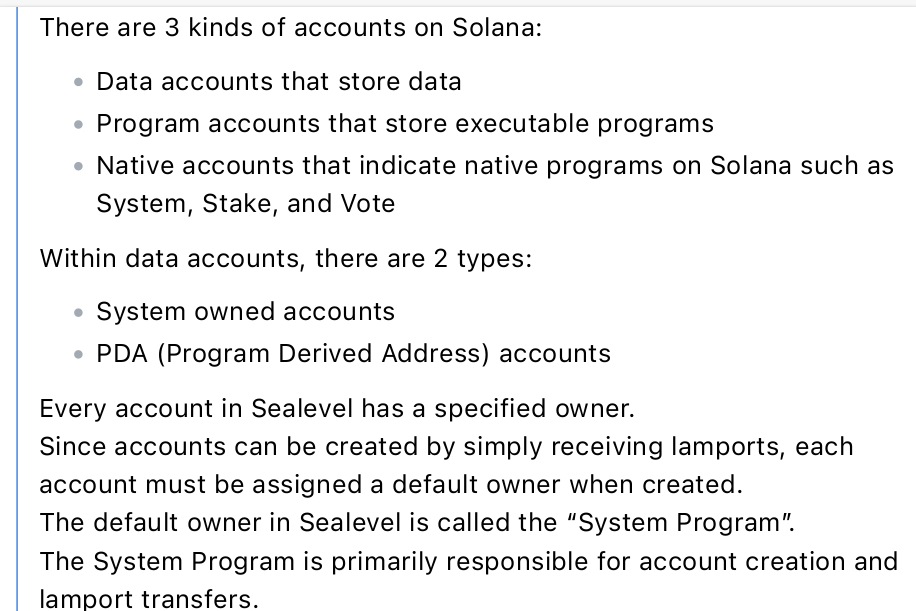 There are 3 kinds of accounts on Solana:
• Data accounts that store data
• Program accounts that store executable programs
• Native accounts that indicate native programs on Solana such as
System, Stake, and Vote
Within data accounts, there are 2 types:
• System owned accounts
• PDA (Program Derived Address) accounts
Every account in Sealevel has a specified owner.
Since accounts can be created by simply receiving lamports, each
account must be assigned a default owner when created.
The default owner in Sealevel is called the “System Program”.
The System Program is primarily responsible for account creation and
lamport transfers.